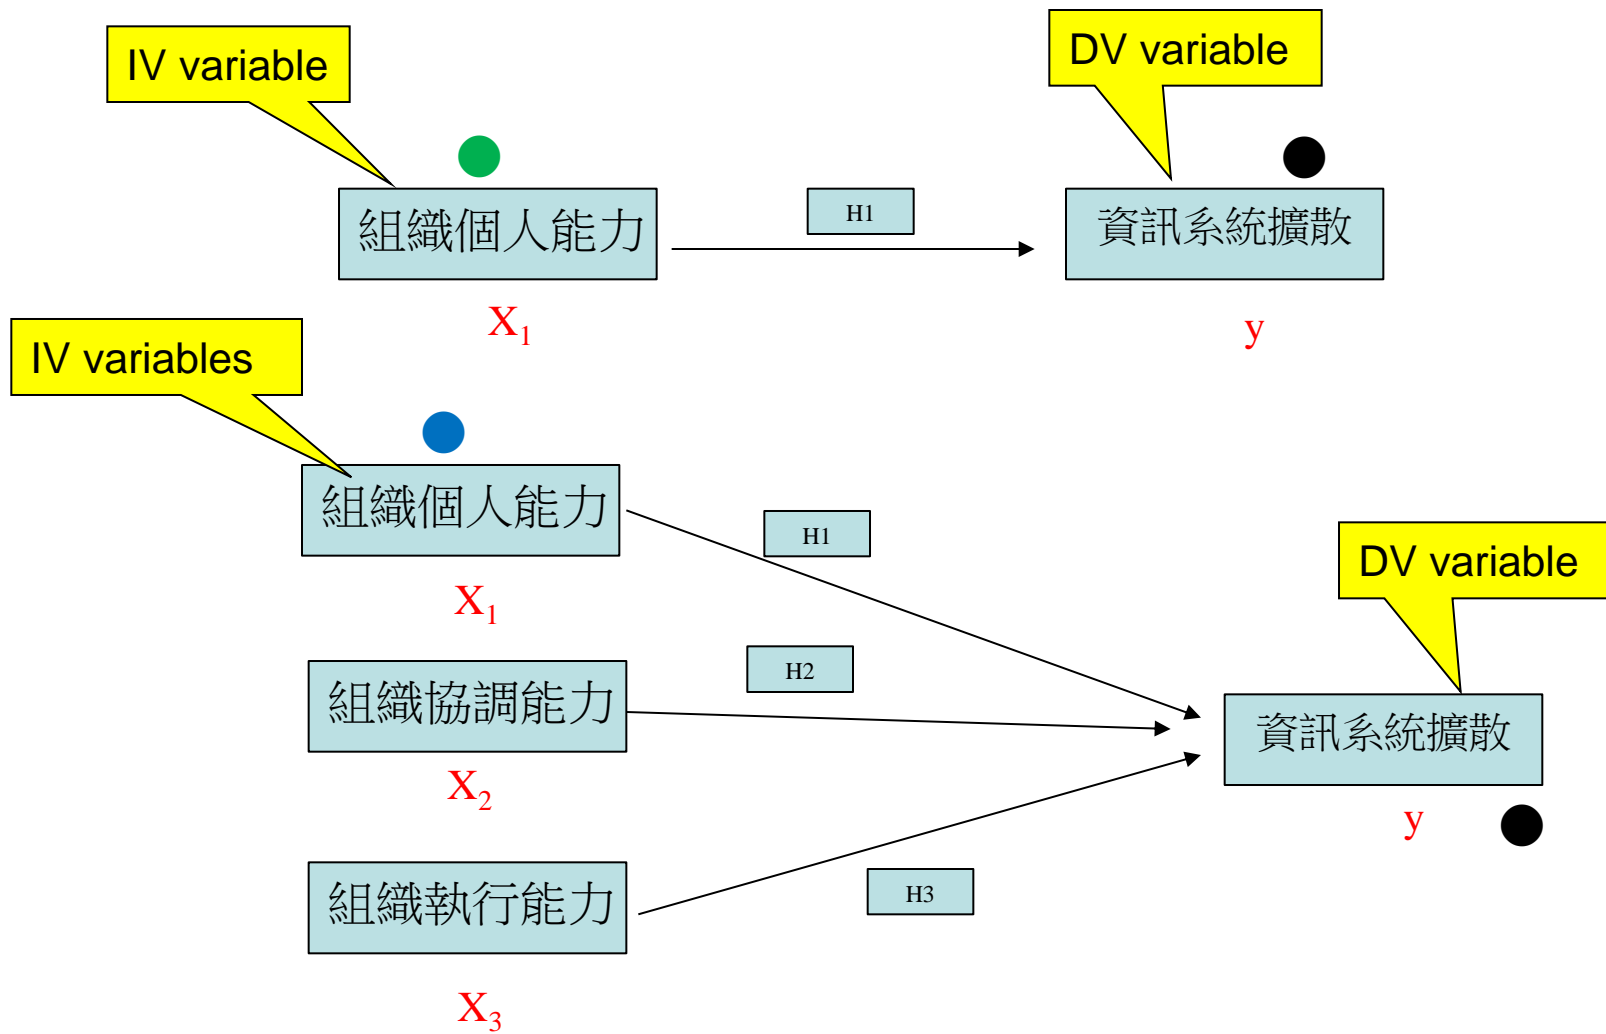 IV variable
DV variable
組織個人能力
H1
資訊系統擴散
X₁
y
IV variables
組織個人能力
H1
DV variable
X₁
組織協調能力
H2
資訊系統擴散
X₂
y
組織執行能力
H3
X₃